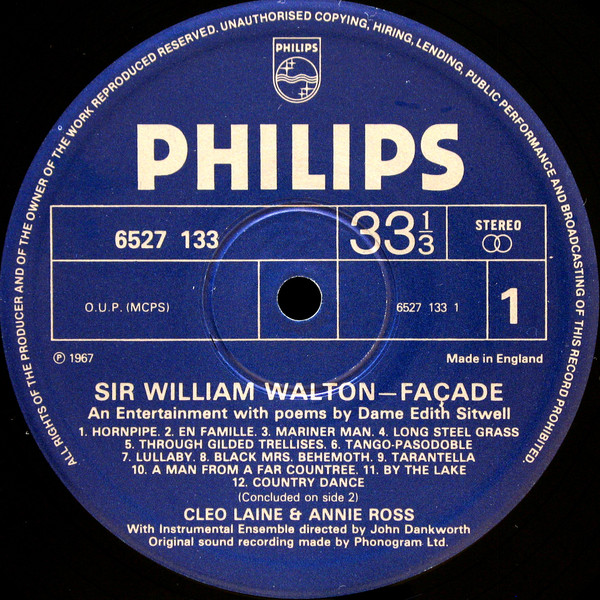 ALL RIGHTS OF THE PRODUCER AND OF THE OWNER OF THE WORK REPRODUCED RESERVED. UNAUTHORISED COPYING, HIRING, LENDING, PUBLIC PERFORMANCE AND BROADCASTING OF THIS RECORD PROHIBITED.
PHILIPS
PHILIPS
6527 133
33 1/3
STEREO
O.U.P. (MCPS)
6527 133 1
1
Ⓟ 1967
Made in England
SIR WILLIAM WALTON—FAÇADE
An Entertainment with poems by Dame Edith Sitwell
1. HORNPIPE. 2. EN FAMILLE. 3. MARINER MAN. 4. LONG STEEL GRASS
5. THROUGH GILDED TRELLISES. 6. TANGO-PASODOBLE
7. LULLABY. 8. BLACK MRS. BEHEMOTH. 9. TARANTELLA
10. A MAN FROM A FAR COUNTREE. 11. BY THE LAKE
12. COUNTRY DANCE
(Concluded on side 2)
CLEO LAINE & ANNIE ROSS
With Instrumental Ensemble directed by John Dankworth
Original sound recording made by Phonogram Ltd.